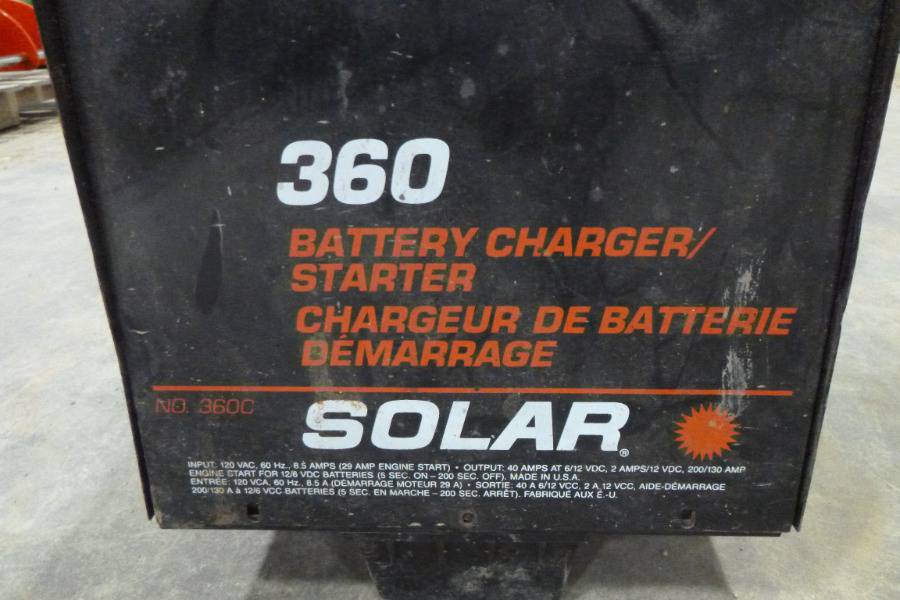 360
BATTERY CHARGER/
STARTER
CHARGEUR DE BATTERIE
DÉMARRAGE
NO. 360C
SOLAR®
INPUT: 120 VAC, 60 Hz., 8.5 AMPS (29 AMP ENGINE START) • OUTPUT: 40 AMPS AT 6/12 VDC, 2 AMPS/12 VDC, 200/130 AMP
ENGINE START FOR 12/6 VDC BATTERIES (5 SEC. ON – 200 SEC. OFF). MADE IN U.S.A.
ENTRÉE: 120 VCA, 60 Hz., 8.5 A (DÉMARRAGE MOTEUR 29 A) • SORTIE: 40 A 6/12 VCC, 2 A 12 VCC, AIDE-DÉMARRAGE
200/130 A à 12/6 VCC BATTERIES (5 SEC. EN MARCHE – 200 SEC. ARRÊT). FABRIQUÉ AUX É.-U.